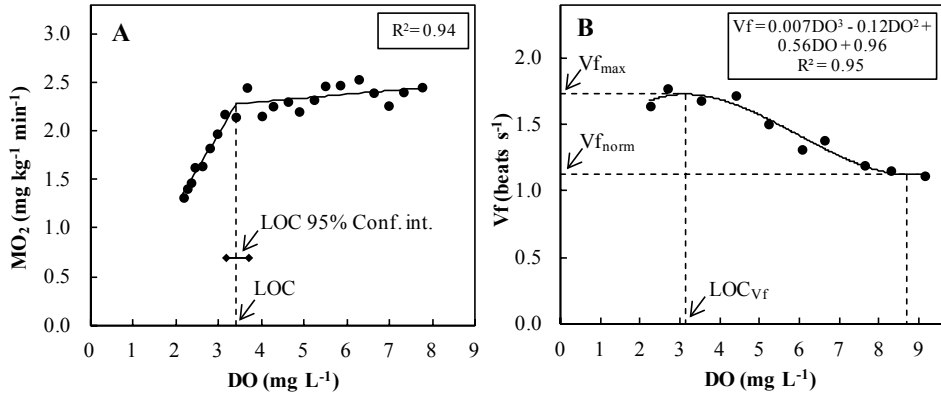 A
R² = 0.94
3.0
2.5
2.0
1.5
1.0
0.5
0.0
MO₂ (mg kg⁻¹ min⁻¹)
LOC 95% Conf. int.
LOC
0 1 2 3 4 5 6 7 8 9
DO (mg L⁻¹)
B
Vf = 0.007DO³ - 0.12DO² +
0.56DO + 0.96
R² = 0.95
2.0
1.5
1.0
0.5
0.0
Vf (beats s⁻¹)
Vfmax
Vfnorm
LOCVf
0 1 2 3 4 5 6 7 8 9
DO (mg L⁻¹)